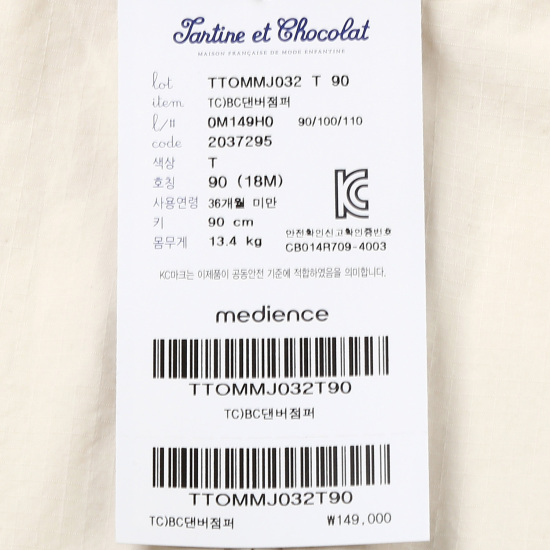 Tartine et Chocolat
MAISON FRANÇAISE DE MODE ENFANTINE
lot TTOMMJ032 T 90
item TC)BC댄버점퍼
l/# 0M149H0 90/100/110
code 2037295
색상 T
호칭 90 (18M)
사용연령 36개월 미만
키 90 cm
몸무게 13.4 kg
안전확인신고확인증번호
CB014R709-4003
KC마크는 이제품이 공동안전 기준에 적합하였음을 의미합니다.
medience
TTOMMJ032T90
TC)BC댄버점퍼
TTOMMJ032T90
TC)BC댄버점퍼 ₩149,000